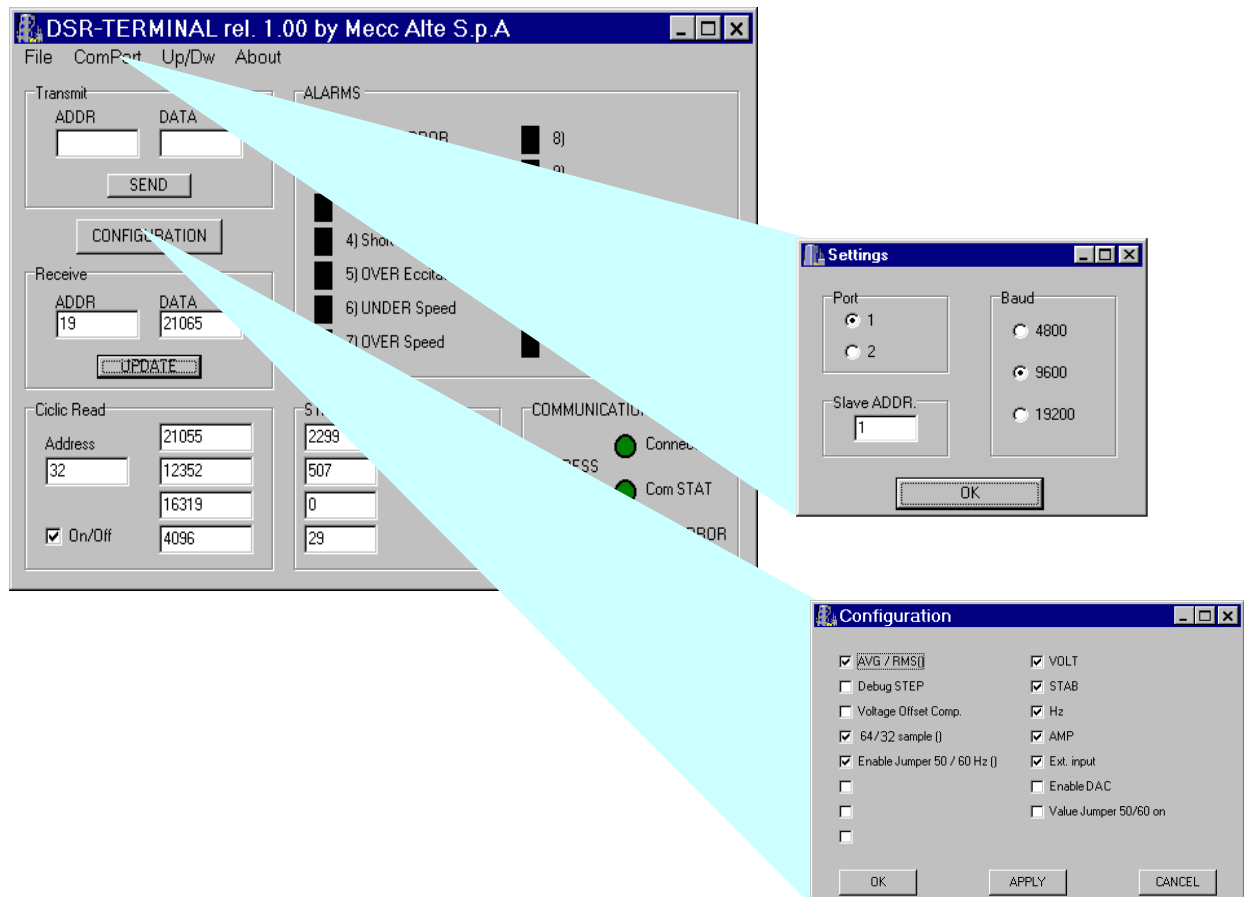 DSR-TERMINAL rel. 1.00 by Mecc Alte S.p.A
File ComPort Up/Dw About
Transmit
ADDR DATA
SEND
CONFIGURATION
Receive
ADDR DATA
19 21065
UPDATE
ALARMS
8)
9)
4) Short
5) OVER
6) UNDER Speed
7) OVER Speed
Ciclic Read
Address
32
On/Off
21055
12352
16319
4096
2299
507
0
29
COMMUNICATION
Com STAT
Settings
Port
1
2
Slave ADDR.
1
Baud
4800
9600
19200
OK
Configuration
AVG / RMS()
Debug STEP
Voltage Offset Comp.
64/32 sample ()
Enable Jumper 50 / 60 Hz ()
VOLT
STAB
Hz
AMP
Ext. input
Enable DAC
Value Jumper 50/60 on
OK APPLY CANCEL